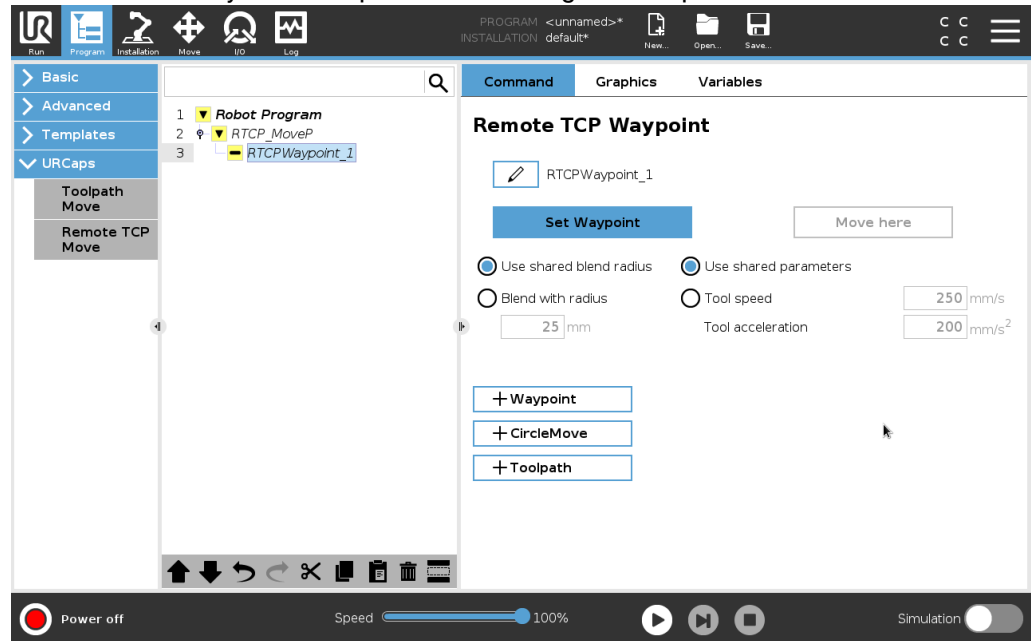 PROGRAM <unnamed>*
INSTALLATION default*
Run Program Installation Move I/O Log New... Open... Save...
C C
C C
Basic
Advanced
Templates
URCaps
Toolpath
Move
Remote TCP
Move
1 Robot Program
2 RTCP_MoveP
3 RTCPWaypoint_1
Command Graphics Variables
Remote TCP Waypoint
RTCPWaypoint_1
Set Waypoint Move here
Use shared blend radius Use shared parameters
Blend with radius Tool speed 250 mm/s
25 mm Tool acceleration 200 mm/s²
+Waypoint
+CircleMove
+Toolpath
Power off Speed 100% Simulation